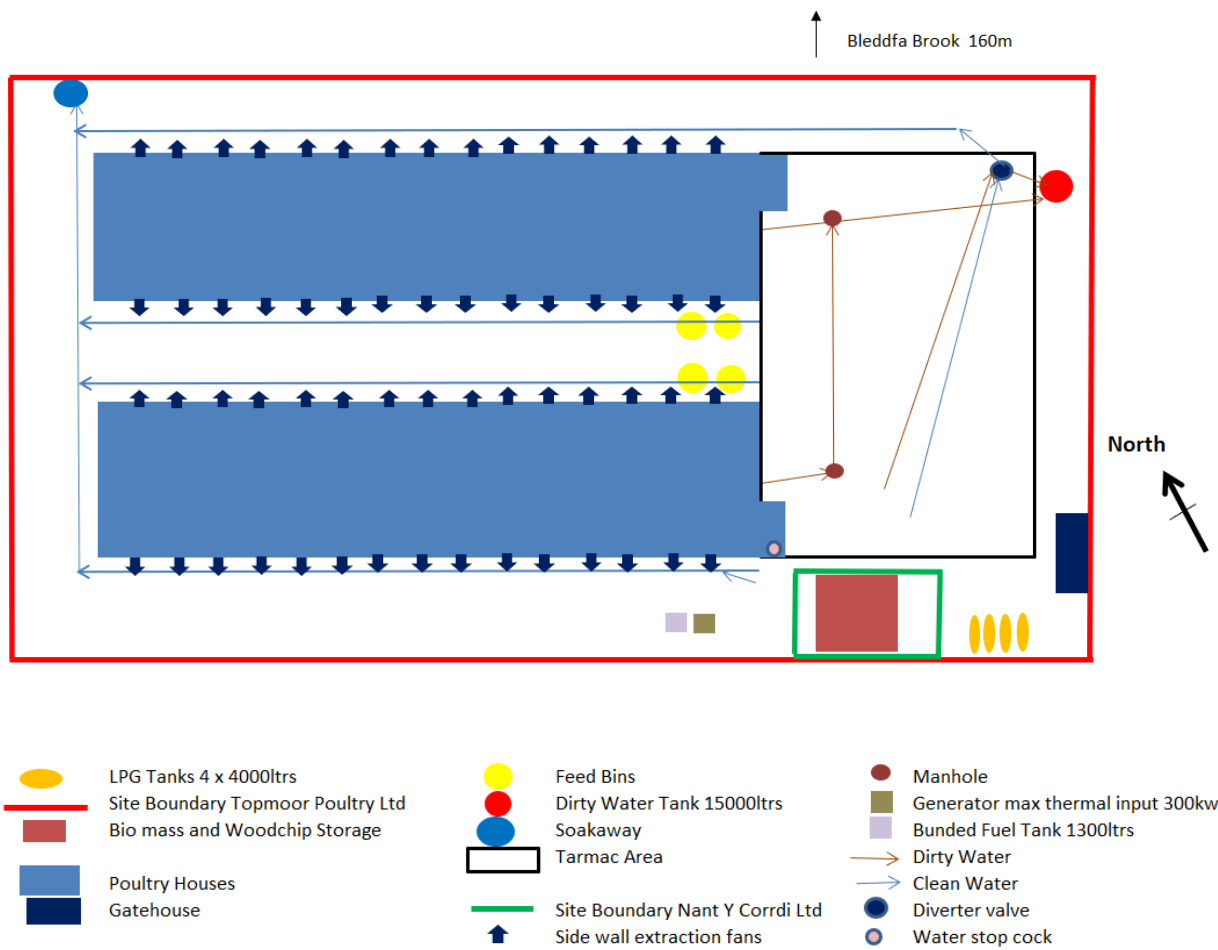 Bleddfa Brook 160m
North
LPG Tanks 4 x 4000ltrs
Site Boundary Topmoor Poultry Ltd
Bio mass and Woodchip Storage
Poultry Houses
Gatehouse
Feed Bins
Dirty Water Tank 15000ltrs
Soakaway
Tarmac Area
Site Boundary Nant Y Corrdi Ltd
Side wall extraction fans
Manhole
Generator max thermal input 300kw
Bunded Fuel Tank 1300ltrs
Dirty Water
Clean Water
Diverter valve
Water stop cock